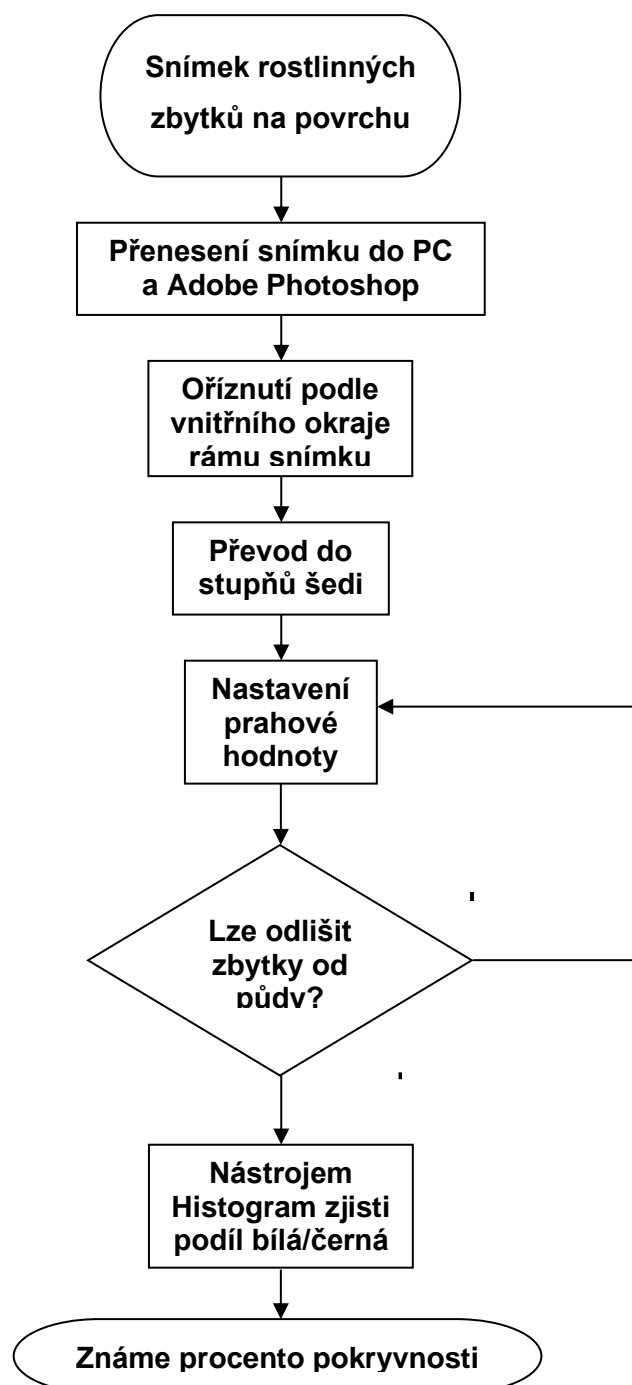 Snímek rostlinných
zbytků na povrchu
Přenesení snímku do PC
a Adobe Photoshop
Oříznutí podle
vnitřního okraje
rámu snímku
Převod do
stupňů šedi
Nastavení
prahové
hodnoty
Lze odlišit
zbytky od
půdy?
Nástrojem
Histogram zjisti
podíl bílá/černá
Známe procento pokryvnosti